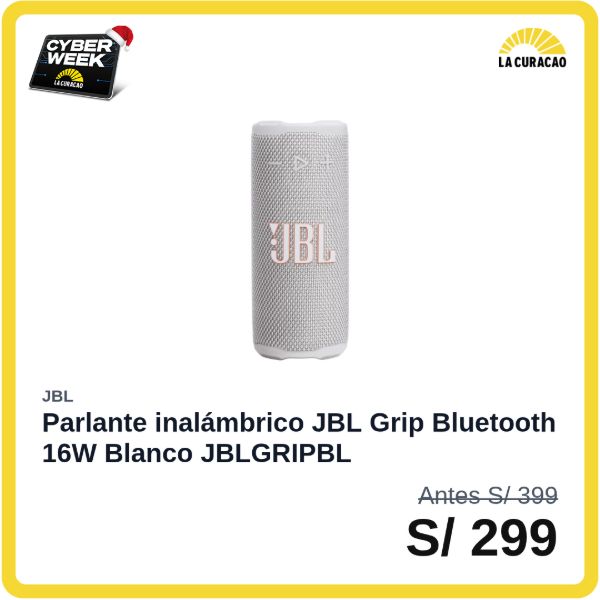 CYBER
WEEK
LA CURACAO
LA CURACAO
JBL
JBL
Parlante inalámbrico JBL Grip Bluetooth
16W Blanco JBLGRIPBL
Antes S/ 399
S/ 299